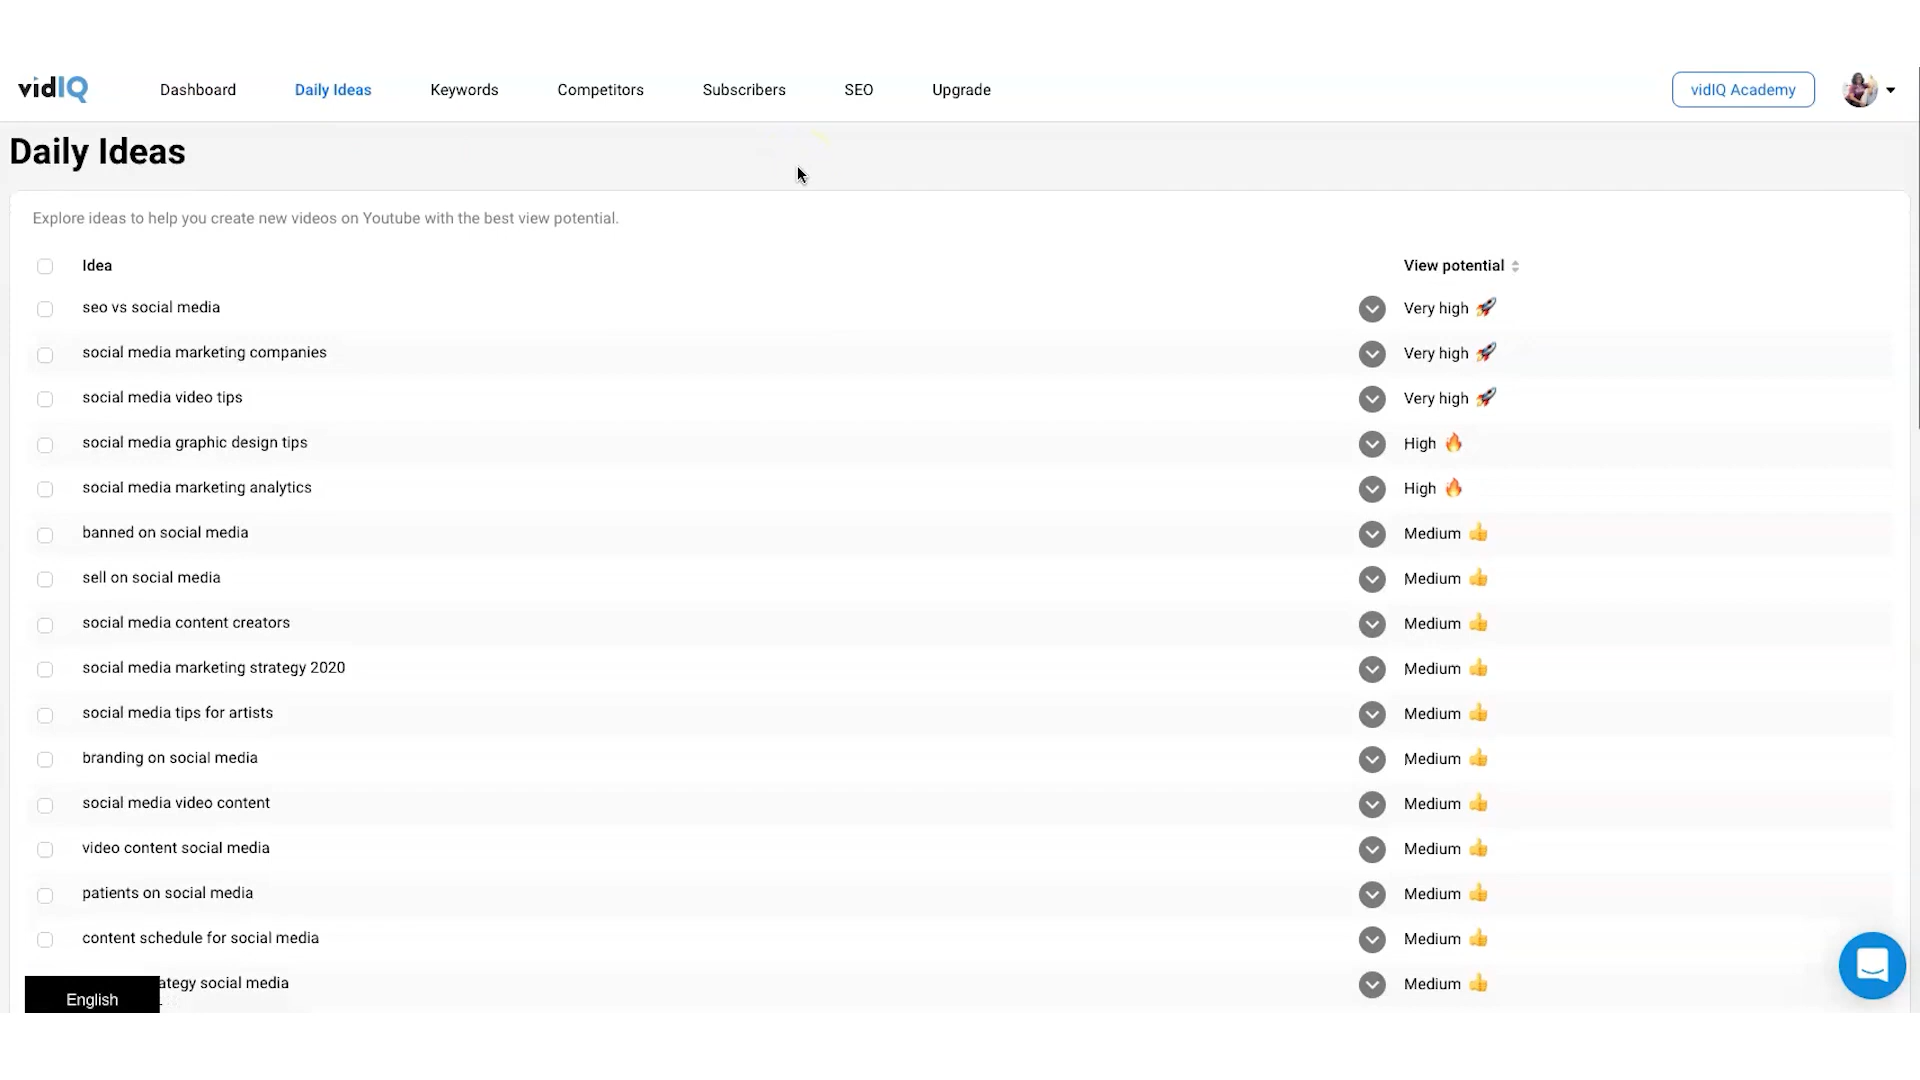 vidIQ Dashboard Daily Ideas Keywords Competitors Subscribers SEO Upgrade vidIQ Academy
Daily Ideas
Explore ideas to help you create new videos on Youtube with the best view potential.
Idea View potential
seo vs social media Very high
social media marketing companies Very high
social media video tips Very high
social media graphic design tips High
social media marketing analytics High
banned on social media Medium
sell on social media Medium
social media content creators Medium
social media marketing strategy 2020 Medium
social media tips for artists Medium
branding on social media Medium
social media video content Medium
video content social media Medium
patients on social media Medium
content schedule for social media Medium
social media Medium
English